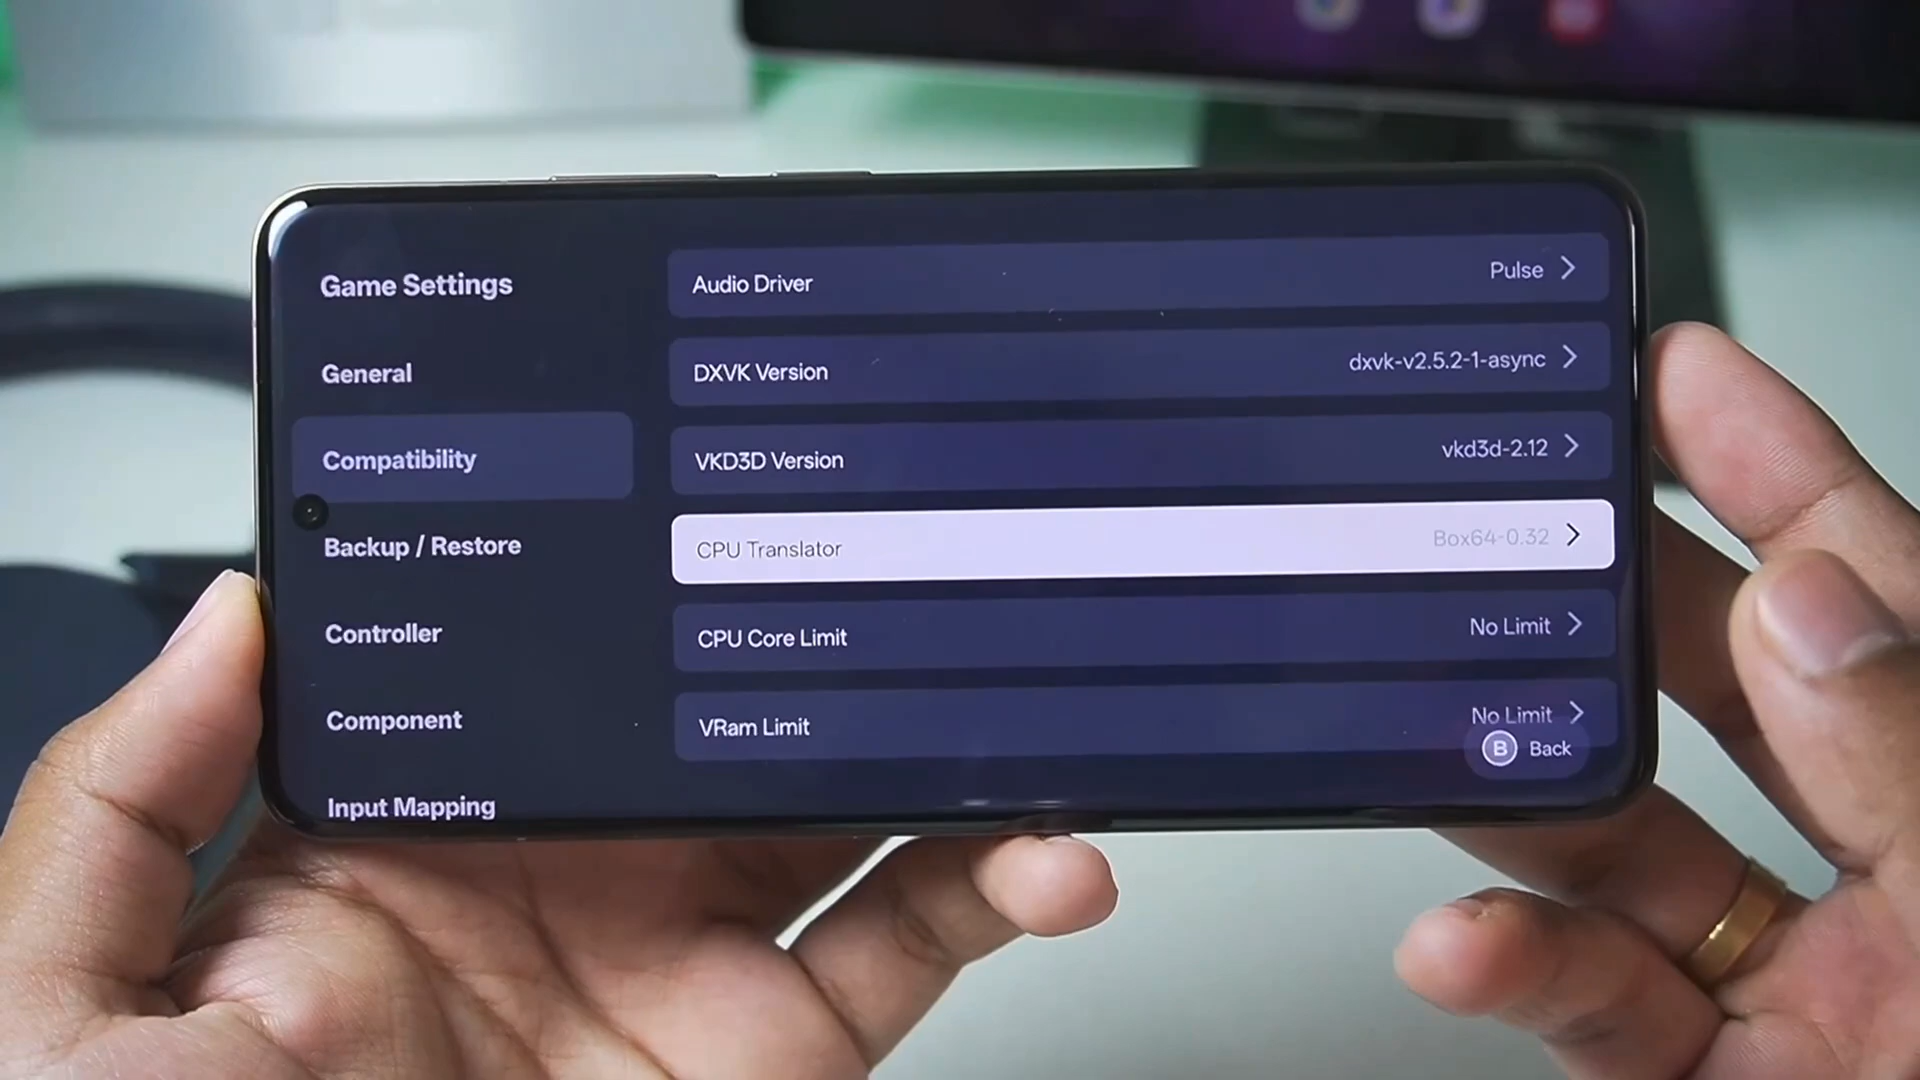 Game Settings
General
Compatibility
Backup / Restore
Controller
Component
Input Mapping
Audio Driver Pulse
DXVK Version dxvk-v2.5.2-1-async
VKD3D Version vkd3d-2.12
CPU Translator Box64-0.32
CPU Core Limit No Limit
VRam Limit No Limit
B Back